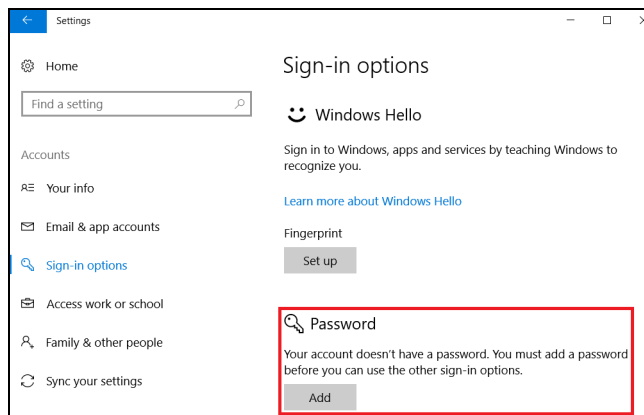 Settings
Home
Sign-in options
Find a setting
Windows Hello
Sign in to Windows, apps and services by teaching Windows to
recognize you.
Accounts
Your info
Learn more about Windows Hello
Email & app accounts
Fingerprint
Set up
Sign-in options
Access work or school
Password
Family & other people
Your account doesn't have a password. You must add a password
before you can use the other sign-in options.
Sync your settings
Add